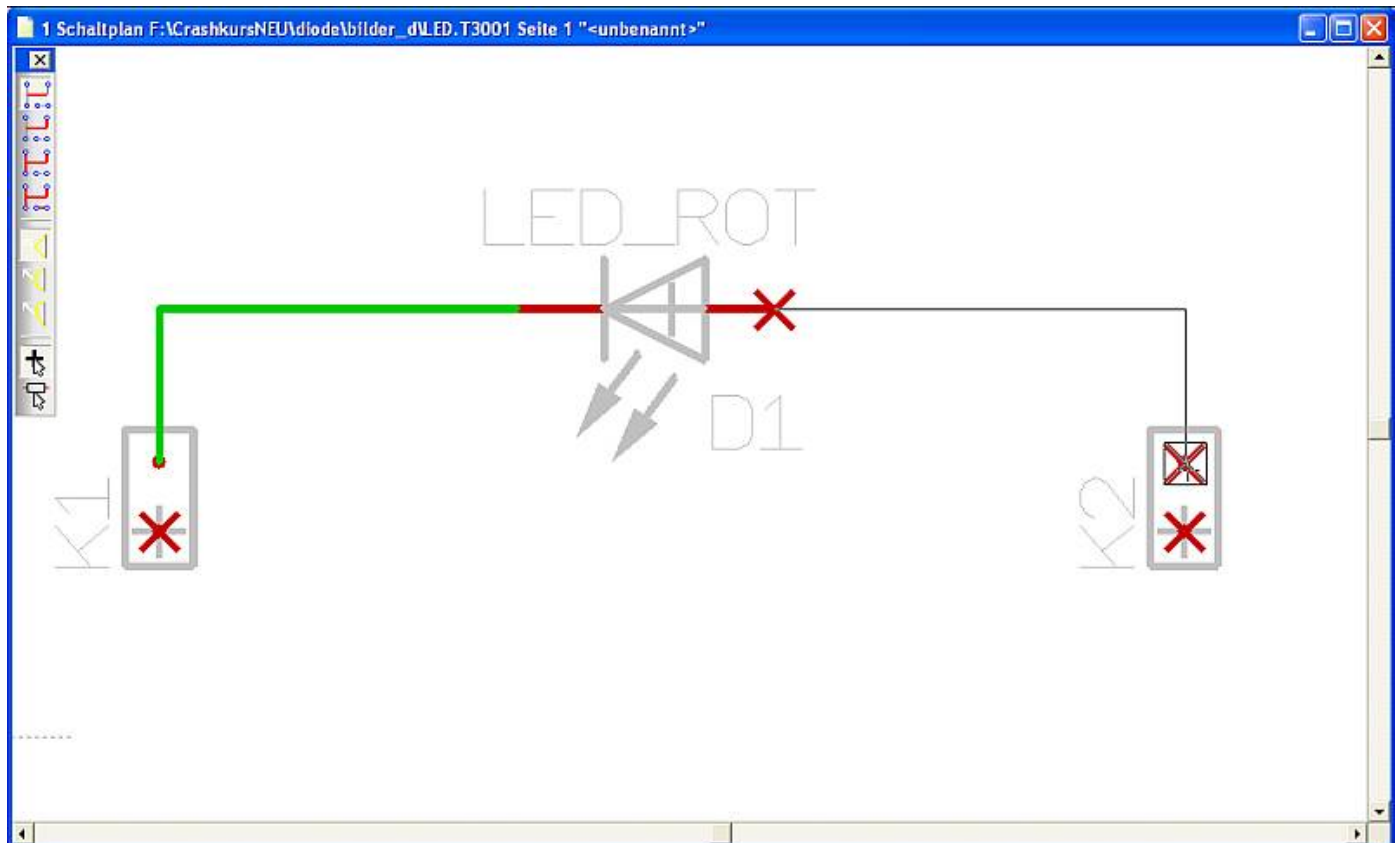 1 Schaltplan F:\CrashkursNEU\diode\bilder_d\LED.T3001 Seite 1 "<unbenannt>"
LED_ROT
D1
K1
K2